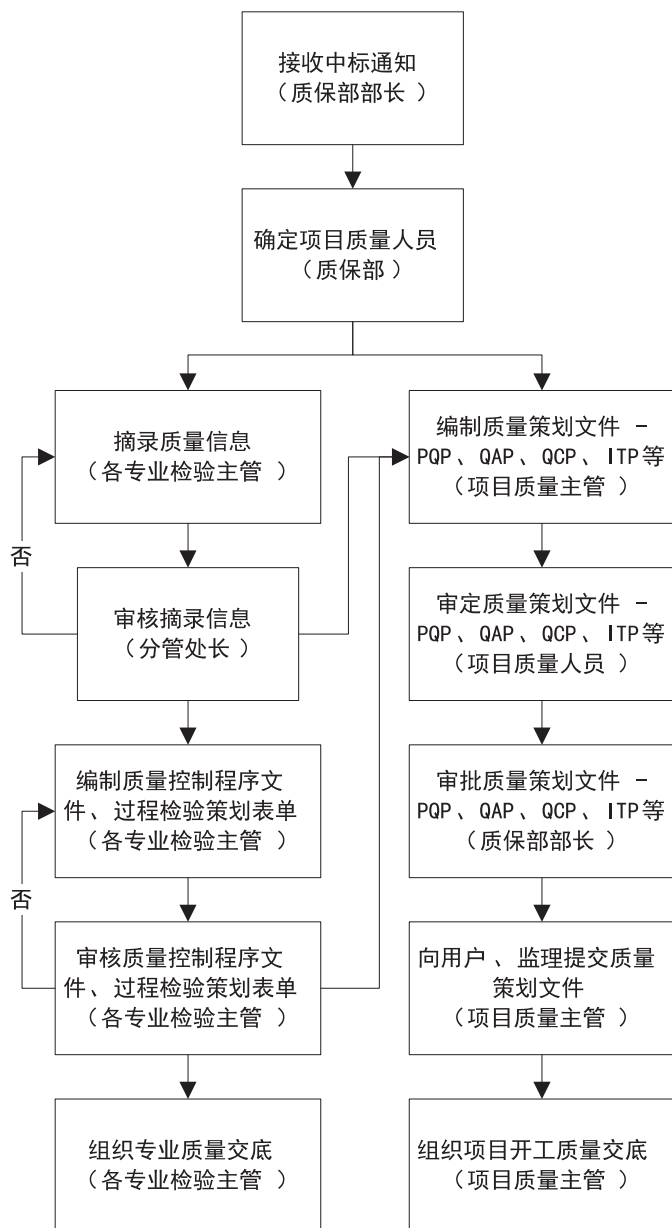 接收中标通知
（质保部部长）
确定项目质量人员
（质保部）
摘录质量信息
（各专业检验主管）
否
审核摘录信息
（分管处长）
编制质量控制程序文
件、过程检验策划表单
（各专业检验主管）
否
审核质量控制程序文
件、过程检验策划表单
（各专业检验主管）
组织专业质量交底
（各专业检验主管）
编制质量策划文件 -
PQP、QAP、QCP、ITP等
（项目质量主管）
审定质量策划文件 -
PQP、QAP、QCP、ITP等
（项目质量人员）
审批质量策划文件 -
PQP、QAP、QCP、ITP等
（质保部部长）
向用户、监理提交质量
策划文件
（项目质量主管）
组织项目开工质量交底
（项目质量主管）